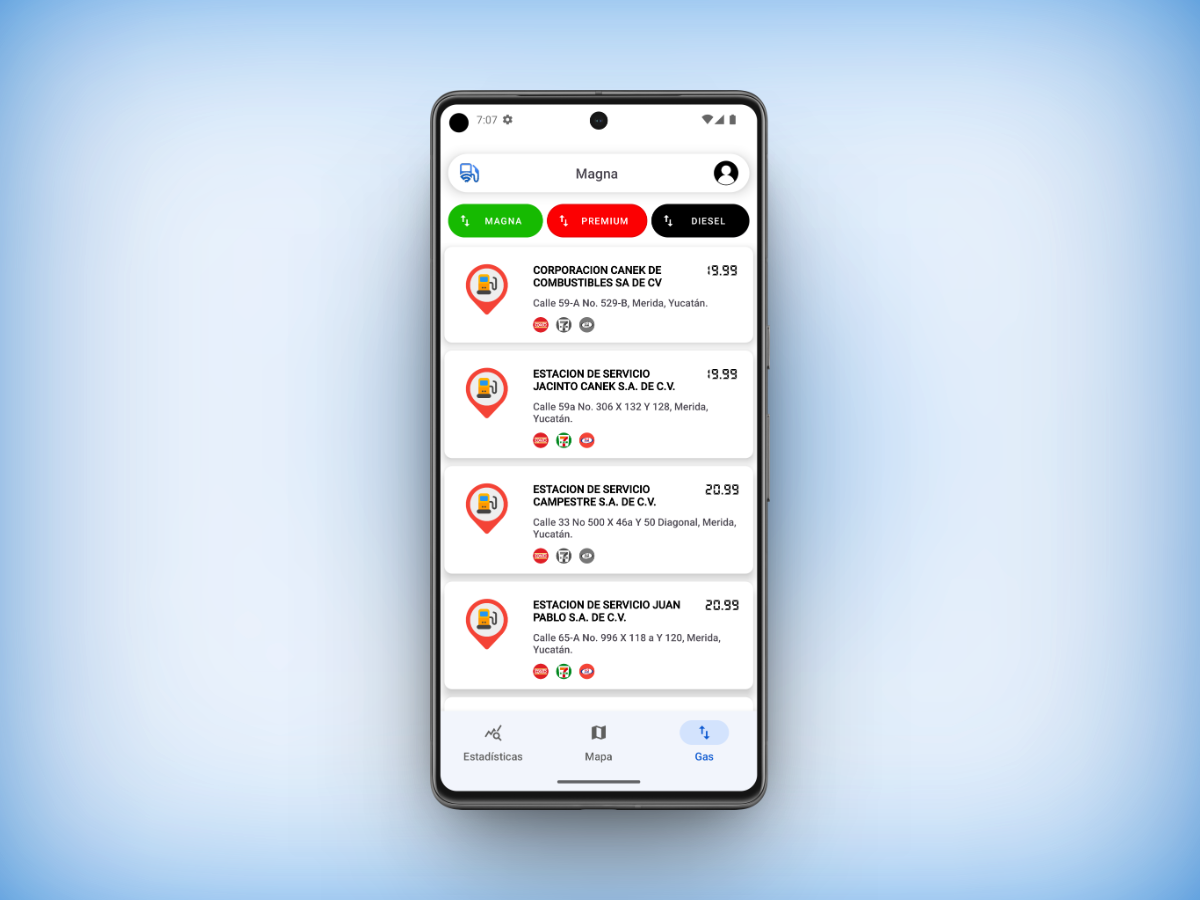 7:07
Magna
MAGNA
PREMIUM
DIESEL
CORPORACION CANEK DE
COMBUSTIBLES SA DE CV
19.99
Calle 59-A No. 529-B, Merida, Yucatán.
ESTACION DE SERVICIO
JACINTO CANEK S.A. DE C.V.
19.99
Calle 59a No. 306 X 132 Y 128, Merida,
Yucatán.
ESTACION DE SERVICIO
CAMPESTRE S.A. DE C.V.
20.99
Calle 33 No 500 X 46a Y 50 Diagonal, Merida,
Yucatán.
ESTACION DE SERVICIO JUAN
PABLO S.A. DE C.V.
20.99
Calle 65-A No. 996 X 118 a Y 120, Merida,
Yucatán.
Estadísticas
Mapa
Gas